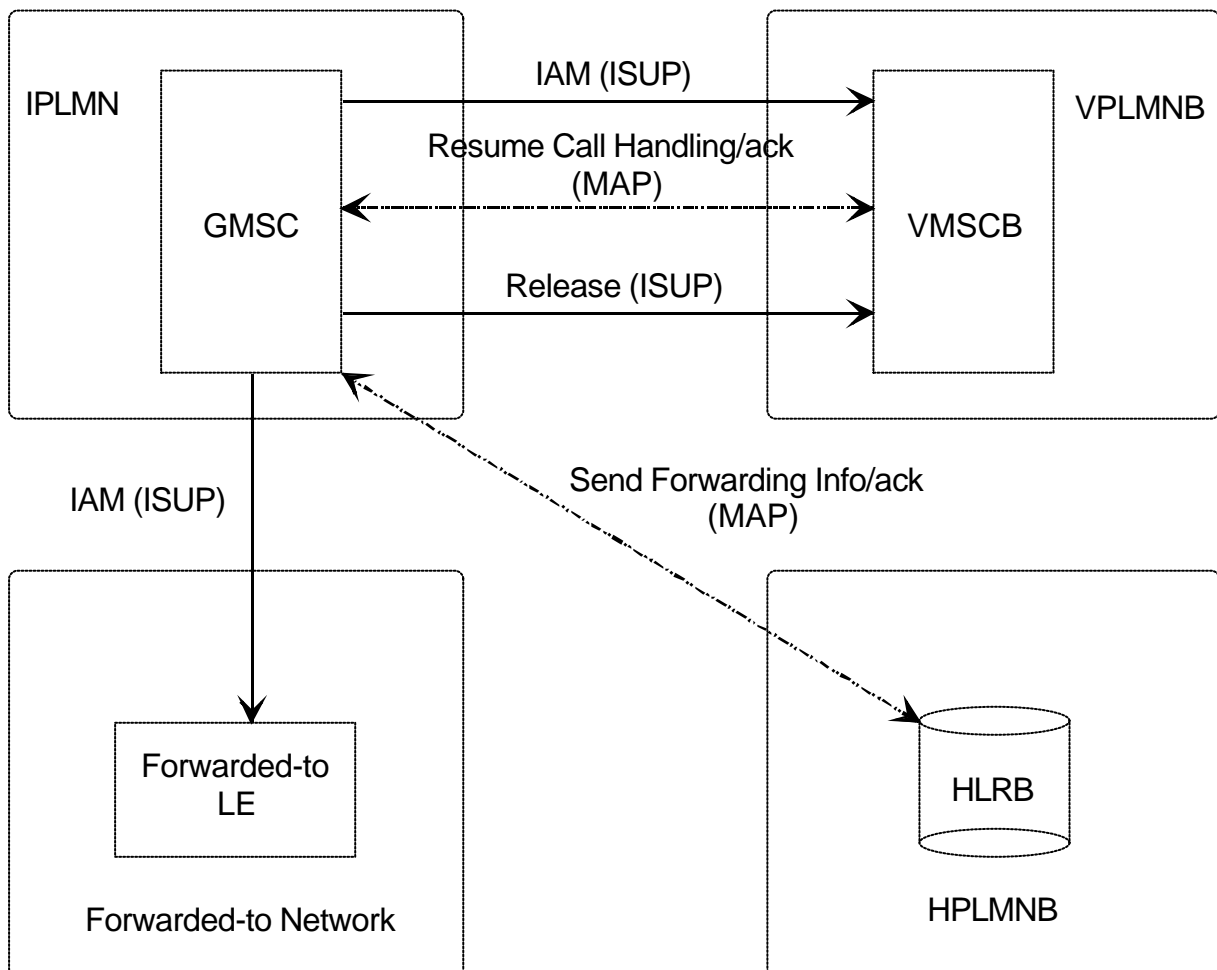 IAM (ISUP)
IPLMN
VPLMNB
Resume Call Handling/ack
(MAP)
GMSC
VMSCB
Release (ISUP)
Send Forwarding Info/ack
(MAP)
IAM (ISUP)
Forwarded-to
LE
HLRB
Forwarded-to Network
HPLMNB